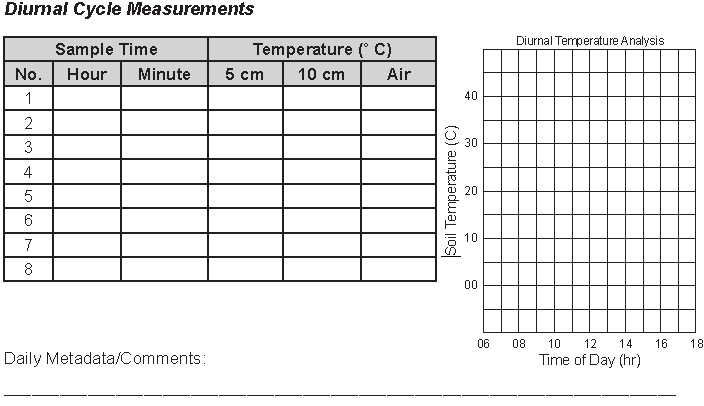 Diurnal Cycle Measurements
Sample Time Temperature (° C)
No. Hour Minute 5 cm 10 cm Air
1
2
3
4
5
6
7
8
Diurnal Temperature Analysis
Soil Temperature (C)
40
30
20
10
00
06 08 10 12 14 16 18
Time of Day (hr)
Daily Metadata/Comments: